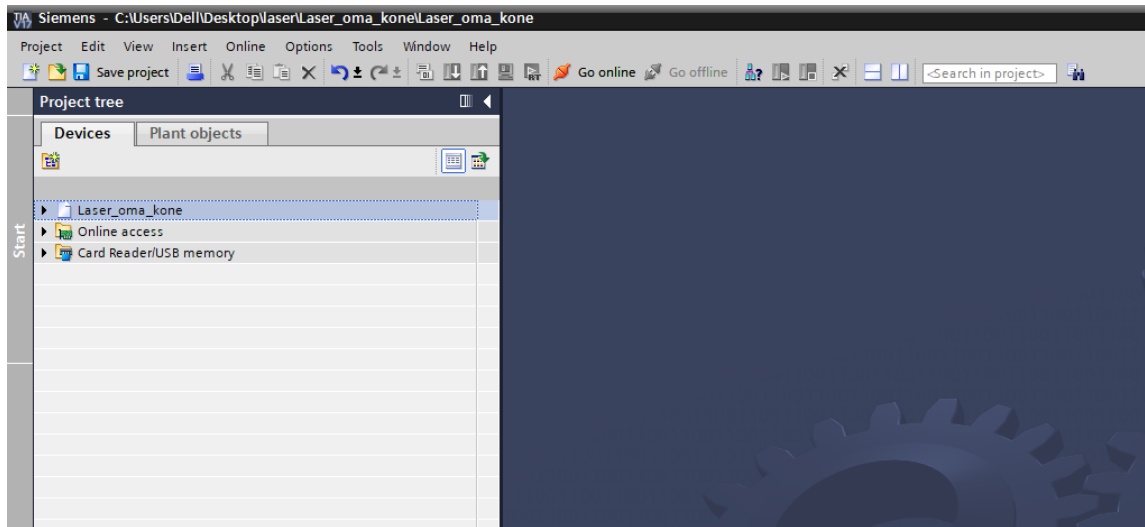 Siemens - C:\Users\Dell\Desktop\laser\Laser_oma_kone\Laser_oma_kone
Project Edit View Insert Online Options Tools Window Help
Save project Go online Go offline <Search in project>
Project tree
Devices Plant objects
Laser_oma_kone
Online access
Card Reader/USB memory
Start